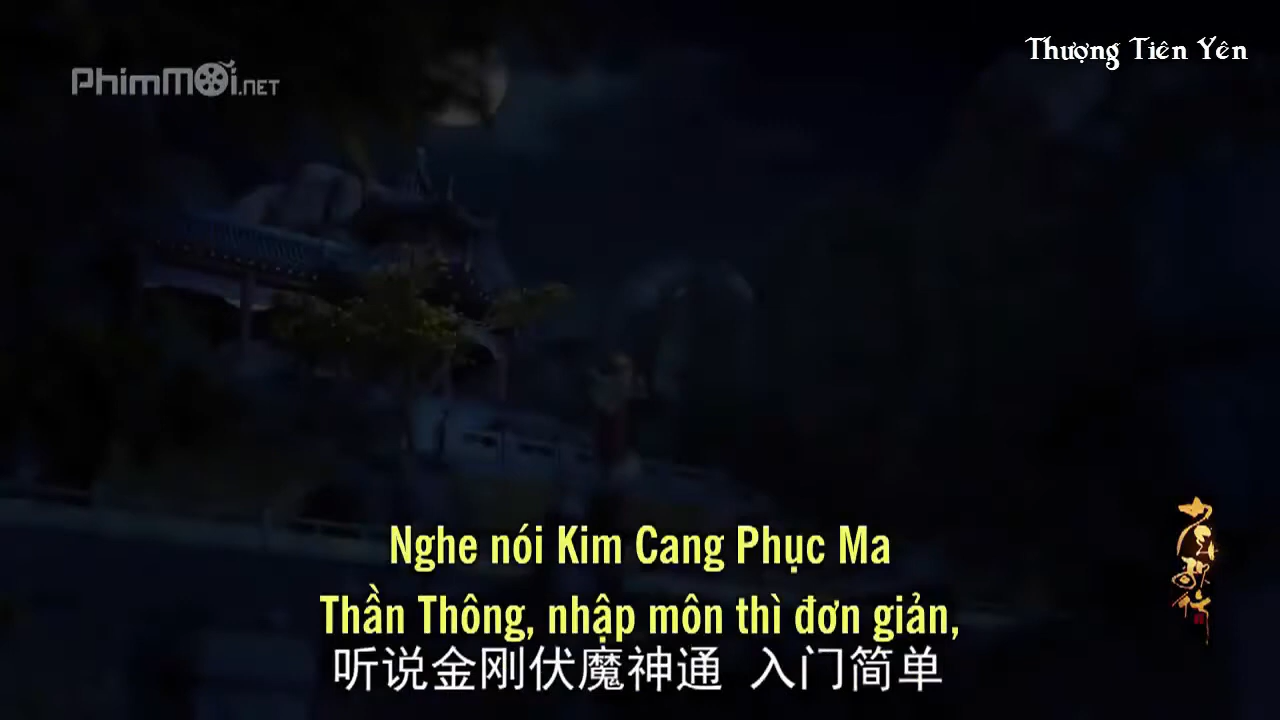 PhimMỗi.NET
Thượng Tiên Yên
Nghe nói Kim Cang Phục Ma
Thần Thông, nhập môn thì đơn giản,
听说金刚伏魔神通 入门简单